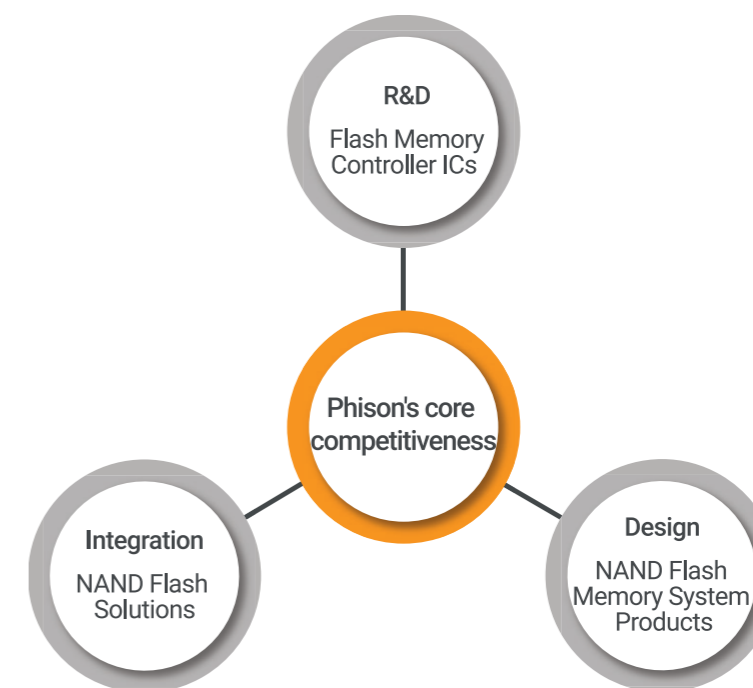 R&D
Flash Memory
Controller ICs
Phison's core
competitiveness
Integration
NAND Flash
Solutions
Design
NAND Flash
Memory System
Products